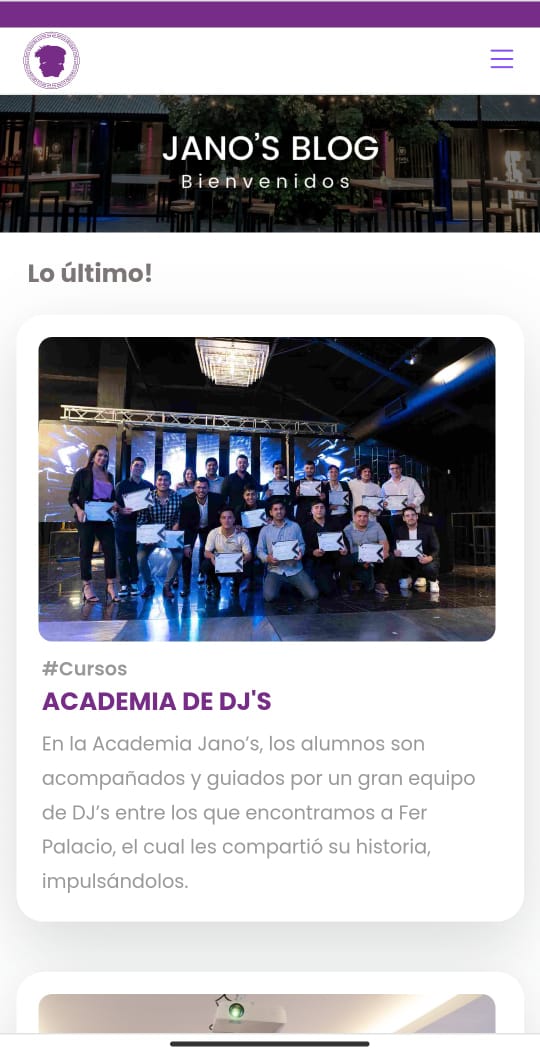 JANO’S BLOG
Bienvenidos
Lo último!
#Cursos
ACADEMIA DE DJ'S
En la Academia Jano’s, los alumnos son
acompañados y guiados por un gran equipo
de DJ’s entre los que encontramos a Fer
Palacio, el cual les compartió su historia,
impulsándolos.